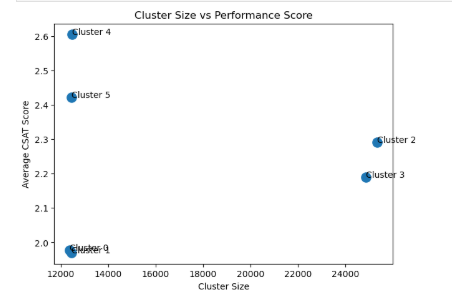 Cluster Size vs Performance Score
Cluster 4
2.6
2.5
Cluster 5
2.4
2.3
Cluster 2
2.2
Cluster 3
2.1
2.0
Cluster 0
Cluster 1
Average CSAT Score
12000 14000 16000 18000 20000 22000 24000
Cluster Size